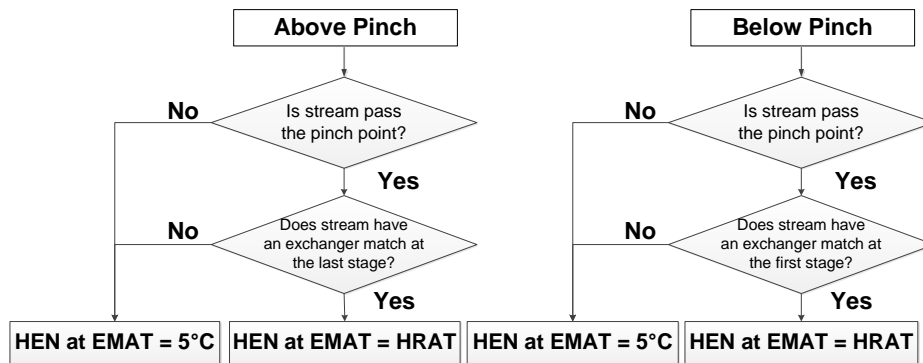 Above Pinch
Is stream pass
the pinch point?
No
Yes
Does stream have
an exchanger match at
the last stage?
No
Yes
HEN at EMAT = 5°C
HEN at EMAT = HRAT
Below Pinch
Is stream pass
the pinch point?
No
Yes
Does stream have
an exchanger match at
the first stage?
No
Yes
HEN at EMAT = 5°C
HEN at EMAT = HRAT